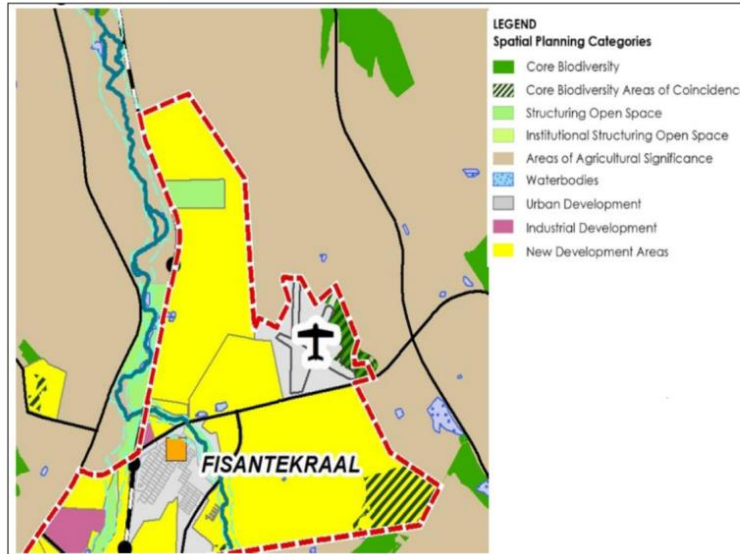 LEGEND
Spatial Planning Categories
Core Biodiversity
Core Biodiversity Areas of Coincidence
Structuring Open Space
Institutional Structuring Open Space
Areas of Agricultural Significance
Waterbodies
Urban Development
Industrial Development
New Development Areas
FISANTEKRAAL